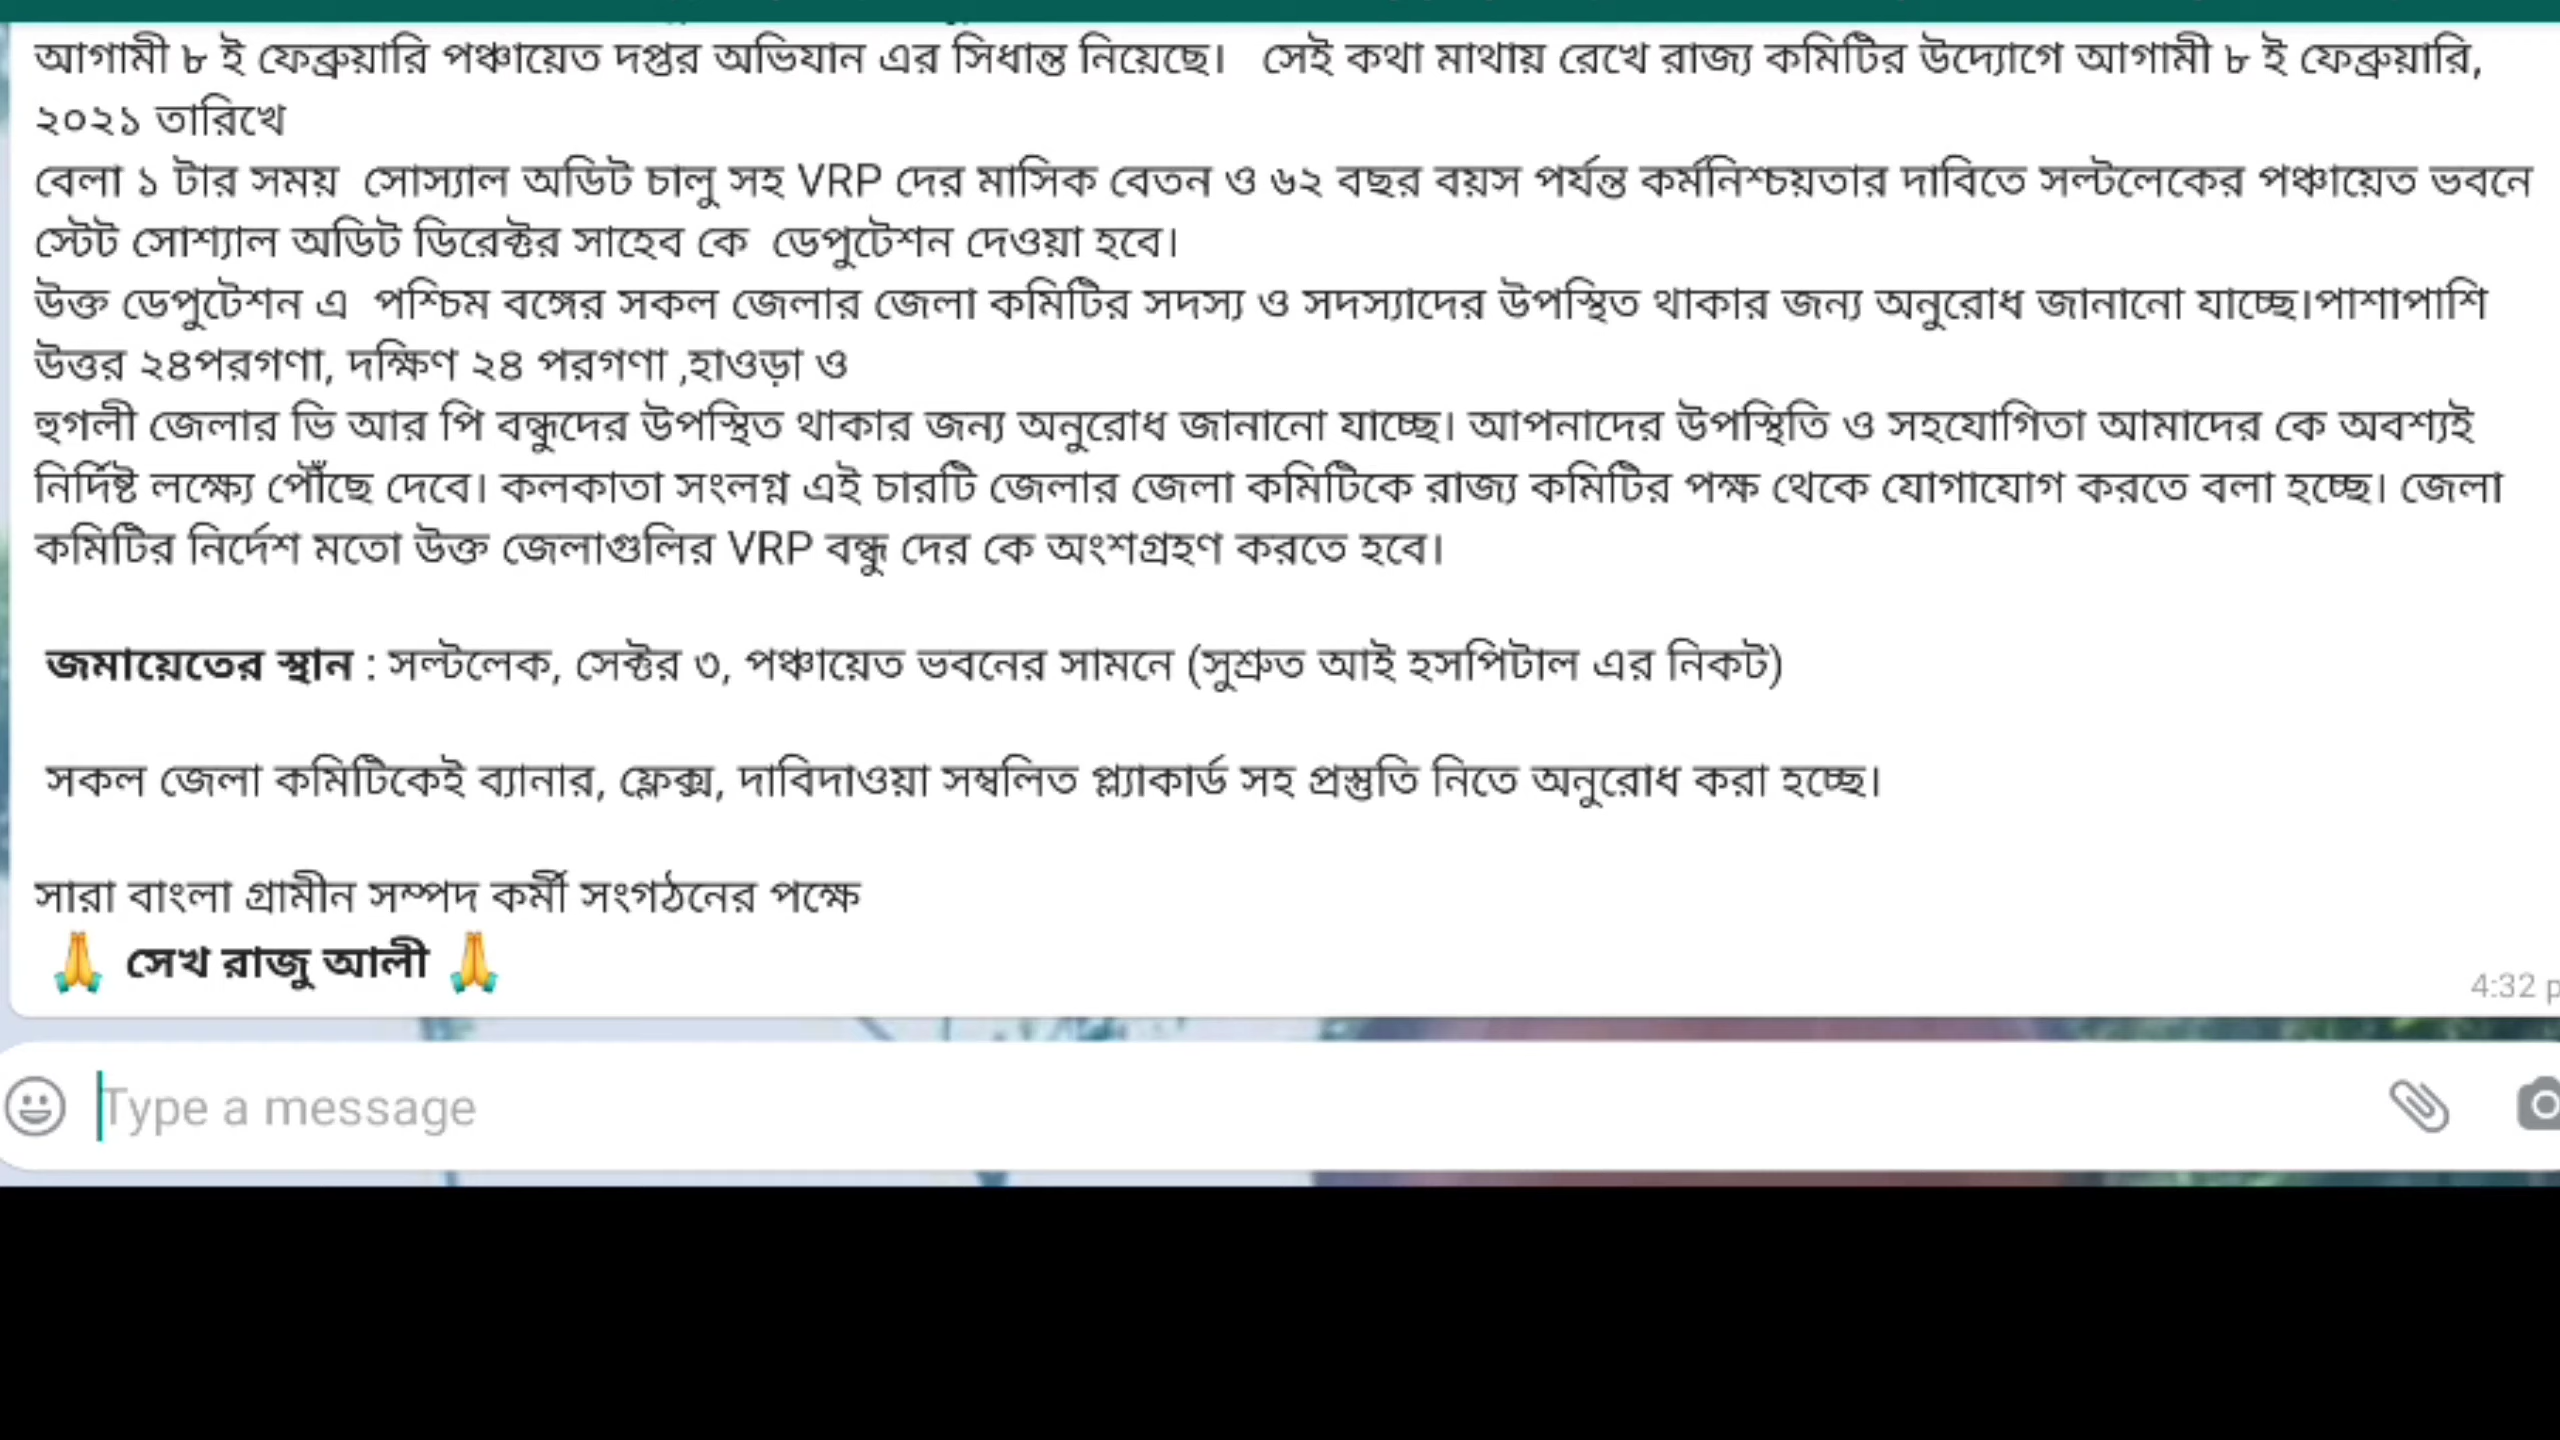 আগামী ৮ ই ফেব্রুয়ারি পঞ্চায়েত দপ্তর অভিযান এর সিধান্ত নিয়েছে। সেই কথা মাথায় রেখে রাজ্য কমিটির উদ্যোগে আগামী ৮ ই ফেব্রুয়ারি,
২০২১ তারিখে
বেলা ১ টার সময় সোস্যাল অডিট চালু সহ VRP দের মাসিক বেতন ও ৬২ বছর বয়স পর্যন্ত কর্মনিশ্চয়তার দাবিতে সল্টলেকের পঞ্চায়েত ভবনে
স্টেট সোশ্যাল অডিট ডিরেক্টর সাহেব কে ডেপুটেশন দেওয়া হবে।
উক্ত ডেপুটেশন এ পশ্চিম বঙ্গের সকল জেলার জেলা কমিটির সদস্য ও সদস্যাদের উপস্থিত থাকার জন্য অনুরোধ জানানো যাচ্ছে।পাশাপাশি
উত্তর ২৪পরগণা, দক্ষিণ ২৪ পরগণা ,হাওড়া ও
হুগলী জেলার ভি আর পি বন্ধুদের উপস্থিত থাকার জন্য অনুরোধ জানানো যাচ্ছে। আপনাদের উপস্থিতি ও সহযোগিতা আমাদের কে অবশ্যই
নির্দিষ্ট লক্ষ্যে পৌঁছে দেবে। কলকাতা সংলগ্ন এই চারটি জেলার জেলা কমিটিকে রাজ্য কমিটির পক্ষ থেকে যোগাযোগ করতে বলা হচ্ছে। জেলা
কমিটির নির্দেশ মতো উক্ত জেলাগুলির VRP বন্ধু দের কে অংশগ্রহণ করতে হবে।
জমায়েতের স্থান : সল্টলেক, সেক্টর ৩, পঞ্চায়েত ভবনের সামনে (সুশ্রুত আই হসপিটাল এর নিকট)
সকল জেলা কমিটিকেই ব্যানার, ফ্লেক্স, দাবিদাওয়া সম্বলিত প্ল্যাকার্ড সহ প্রস্তুতি নিতে অনুরোধ করা হচ্ছে।
সারা বাংলা গ্রামীন সম্পদ কর্মী সংগঠনের পক্ষে
🙏 সেখ রাজু আলী 🙏
4:32 p
Type a message